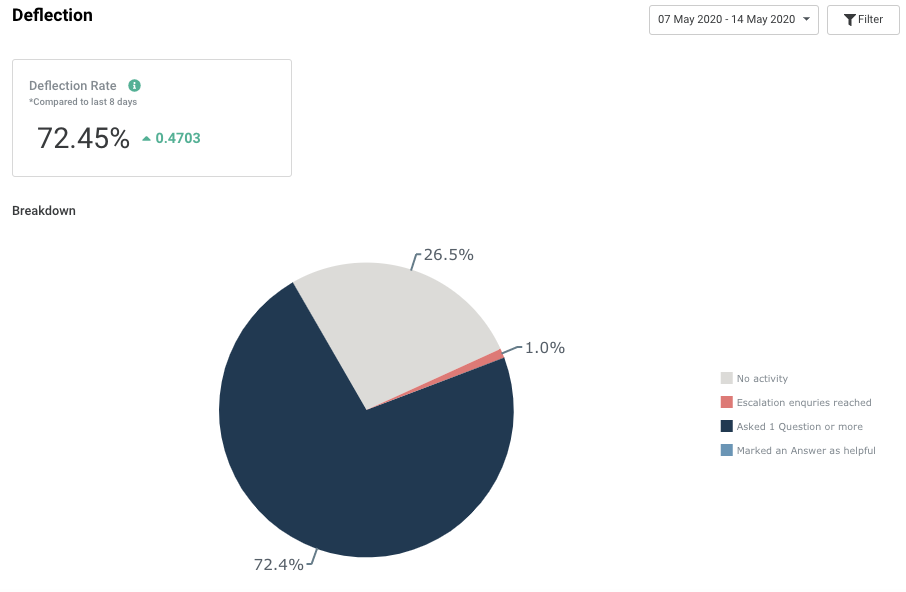 Deflection
07 May 2020 - 14 May 2020
Filter
Deflection Rate
*Compared to last 8 days
72.45% 0.4703
Breakdown
26.5%
1.0%
No activity
Escalation enquries reached
Asked 1 Question or more
Marked an Answer as helpful
72.4%